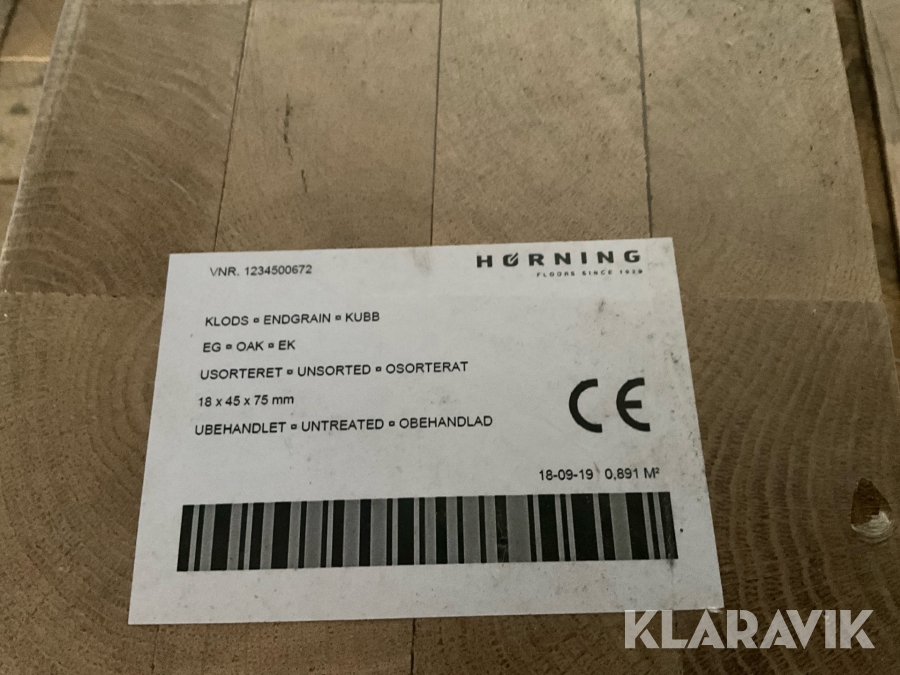 VNR. 1234500672
HØRNING
FLOORS SINCE 1939
KLODS ¤ ENDGRAIN ¤ KUBB
EG ¤ OAK ¤ EK
USORTERET ¤ UNSORTED ¤ OSORTERAT
18 x 45 x 75 mm
UBEHANDLET ¤ UNTREATED ¤ OBEHANDLAD
CE
18-09-19 0,891 M²
KLARAVIK